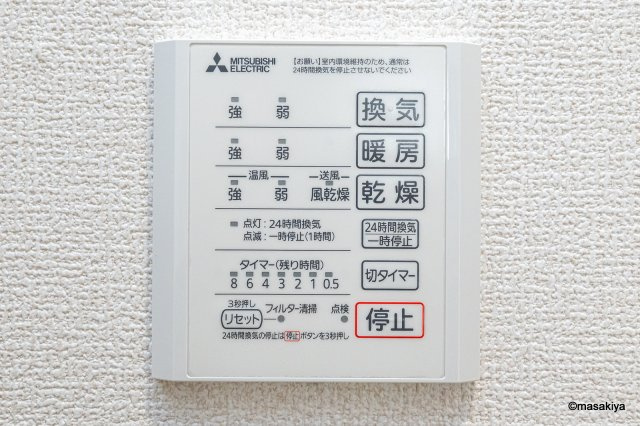 MITSUBISHI
ELECTRIC
【お願い】室内環境維持のため、通常は
24時間換気を停止させないでください
強 弱 換気
強 弱 暖房
温風 送風
強 弱 風乾燥 乾燥
点灯:24時間換気
点滅:一時停止(1時間)
24時間換気
一時停止
タイマー(残り時間)
8 6 4 3 2 1 0.5
切タイマー
3秒押し
リセット フィルター清掃 点検
停止
24時間換気の停止は停止ボタンを3秒押し
©masakiya